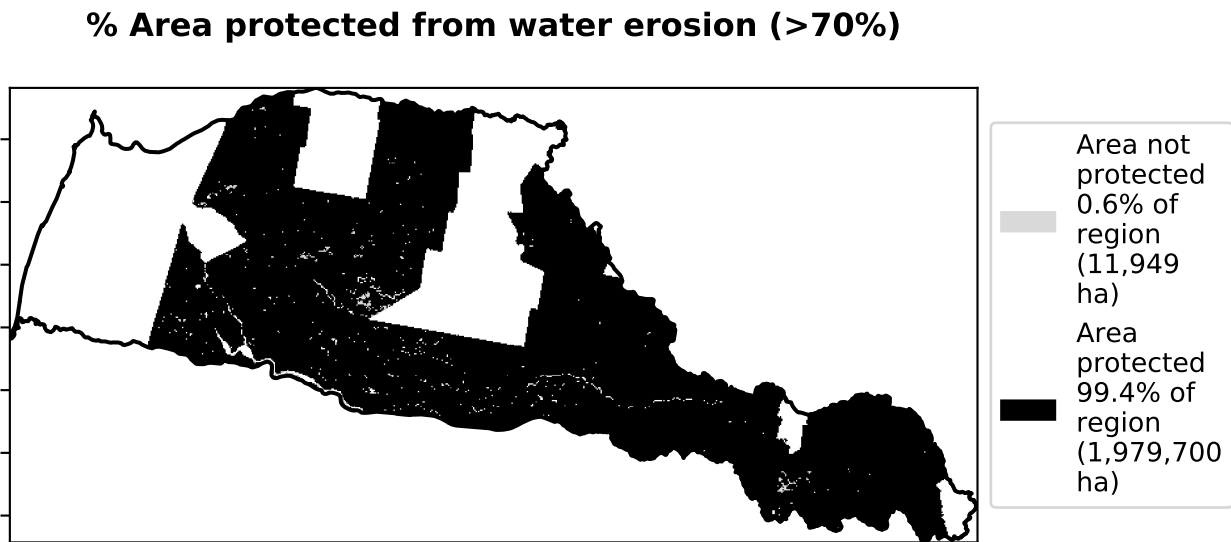 % Area protected from water erosion (>70%)
Area not
protected
0.6% of
region
(11,949
ha)
Area
protected
99.4% of
region
(1,979,700
ha)